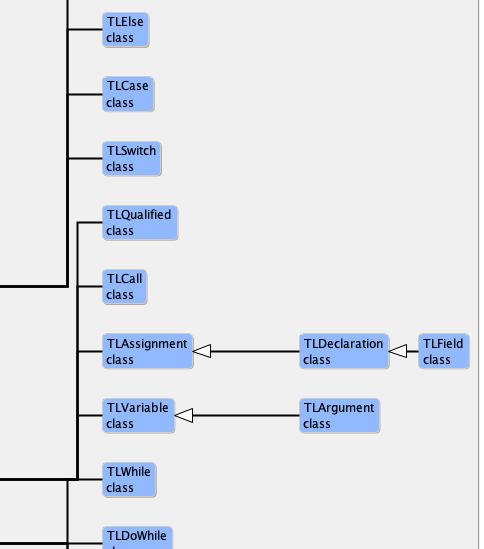 TLElse
class
TLCase
class
TLSwitch
class
TLQualified
class
TLCall
class
TLAssignment
class
TLDeclaration
class
TLField
class
TLVariable
class
TLArgument
class
TLWhile
class
TLDoWhile